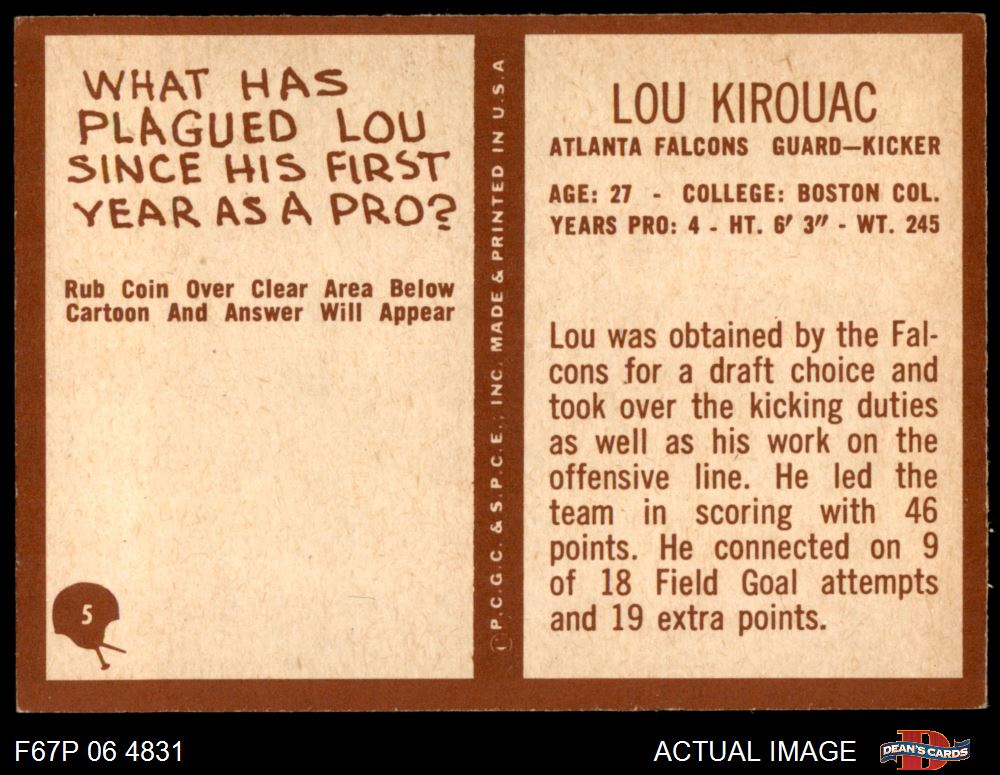 WHAT HAS
PLAGUED LOU
SINCE HIS FIRST
YEAR AS A PRO?
Rub Coin Over Clear Area Below
Cartoon And Answer Will Appear
5
© P.C.G.C. & S.P.C.E., INC. MADE & PRINTED IN U.S.A
LOU KIROUAC
ATLANTA FALCONS GUARD—KICKER
AGE: 27 - COLLEGE: BOSTON COL.
YEARS PRO: 4 - HT. 6' 3" - WT. 245
Lou was obtained by the Fal-
cons for a draft choice and
took over the kicking duties
as well as his work on the
offensive line. He led the
team in scoring with 46
points. He connected on 9
of 18 Field Goal attempts
and 19 extra points.
F67P 06 4831
ACTUAL IMAGE
D
DEAN'S CARDS